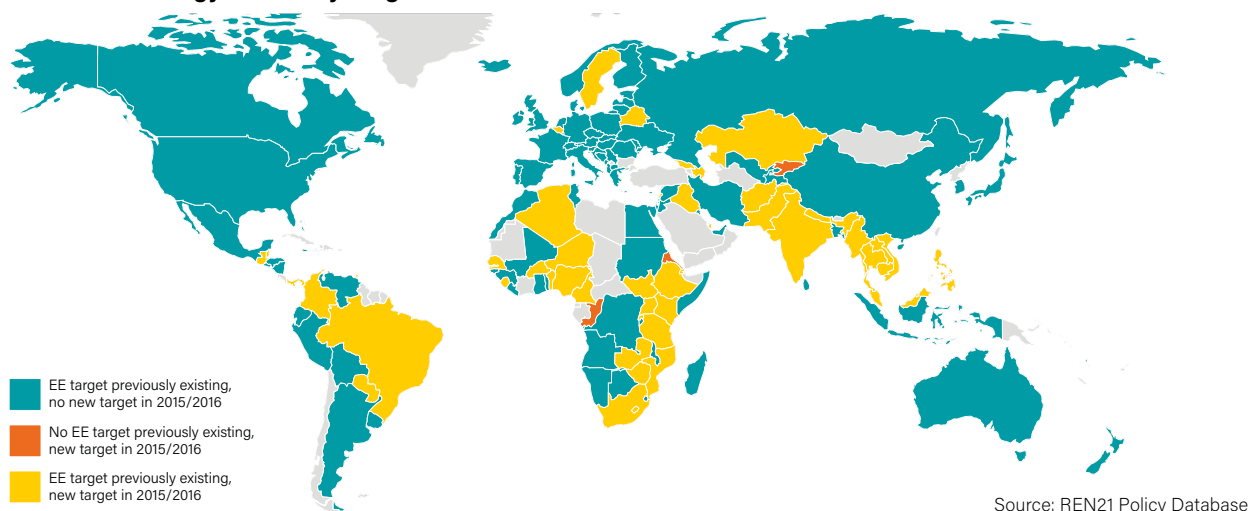 EE target previously existing,
no new target in 2015/2016
No EE target previously existing,
new target in 2015/2016
EE target previously existing,
new target in 2015/2016
Source: REN21 Policy Database